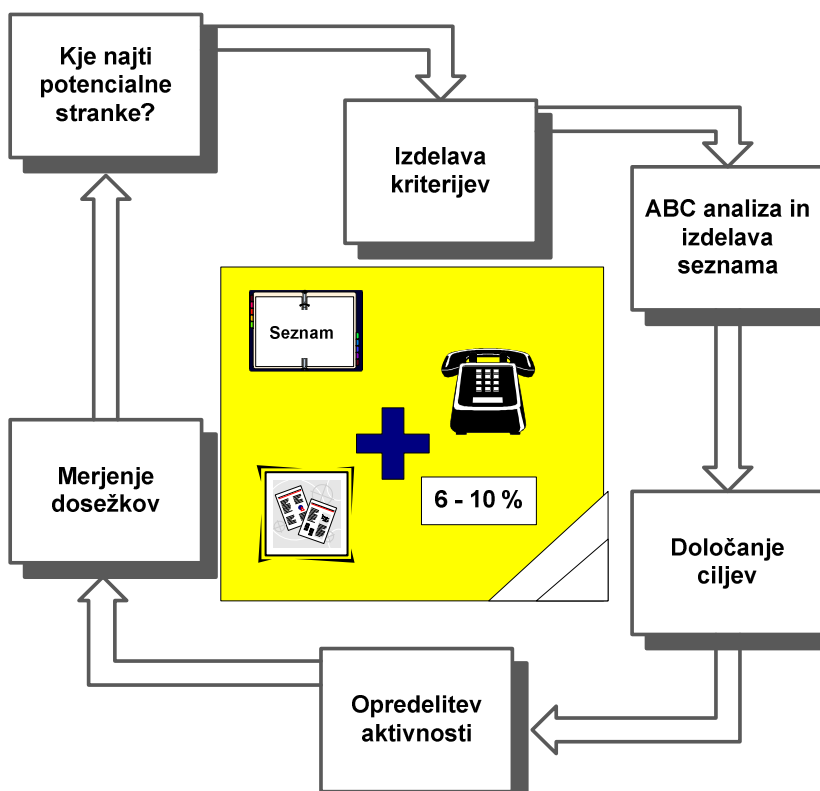 Kje najti
potencialne
stranke?
Izdelava
kriterijev
ABC analiza in
izdelava
seznama
Seznam
6 - 10 %
Merjenje
dosežkov
Določanje
ciljev
Opredelitev
aktivnosti